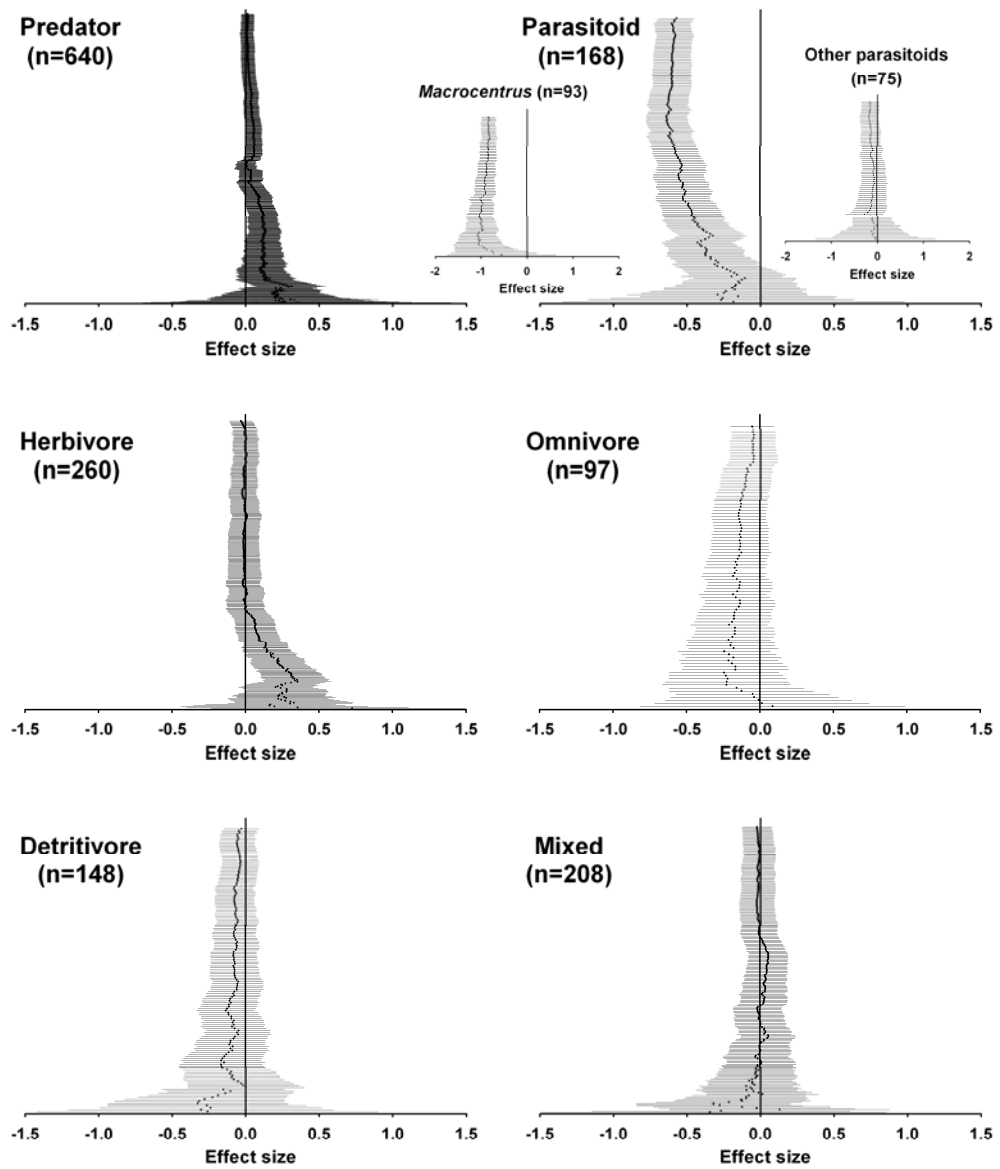 Predator
(n=640)
-1.5 -1.0 -0.5 0.0 0.5 1.0 1.5
Effect size
Macrocentrus (n=93)
-2 -1 0 1 2
Effect size
Parasitoid
(n=168)
-1.5 -1.0 -0.5 0.0 0.5 1.0 1.5
Effect size
Other parasitoids
(n=75)
-2 -1 0 1 2
Effect size
Herbivore
(n=260)
-1.5 -1.0 -0.5 0.0 0.5 1.0 1.5
Effect size
Omnivore
(n=97)
-1.5 -1.0 -0.5 0.0 0.5 1.0 1.5
Effect size
Detritivore
(n=148)
-1.5 -1.0 -0.5 0.0 0.5 1.0 1.5
Effect size
Mixed
(n=208)
-1.5 -1.0 -0.5 0.0 0.5 1.0 1.5
Effect size